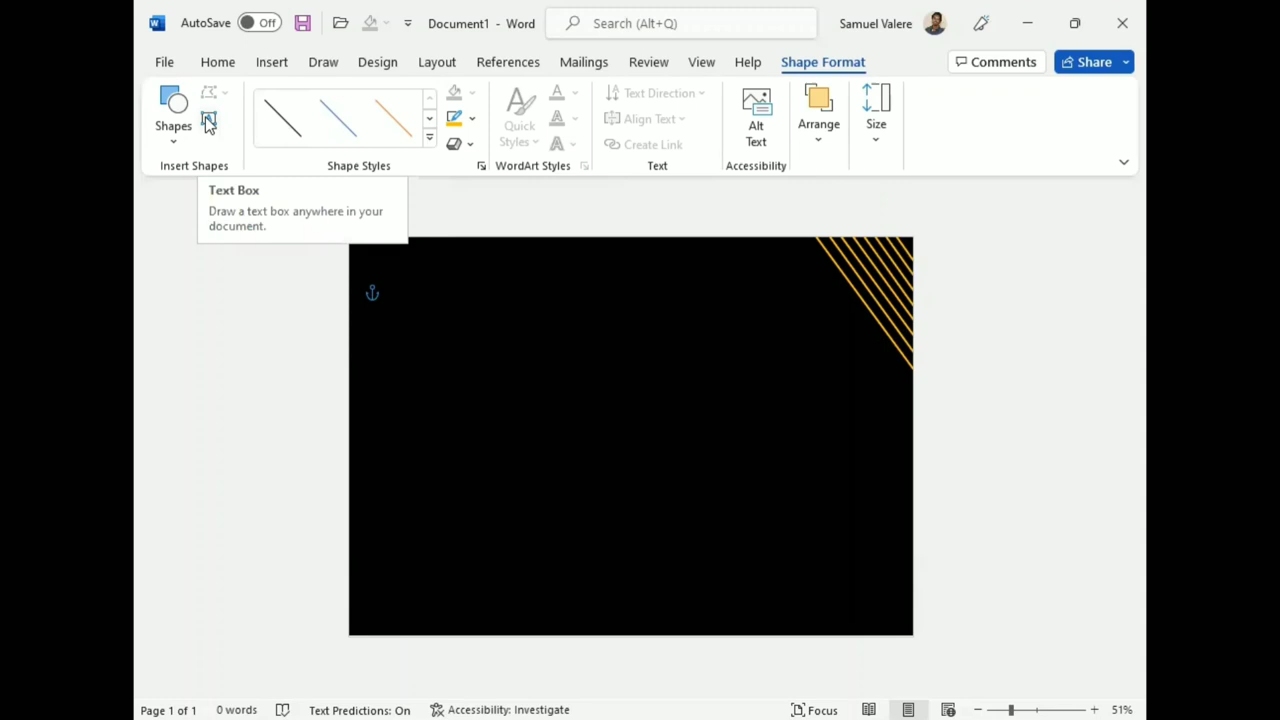 AutoSave Off Document1 - Word Search (Alt+Q) Samuel Valere
File Home Insert Draw Design Layout References Mailings Review View Help Shape Format Comments Share
Shapes
Insert Shapes
Shape Styles
Quick
Styles
WordArt Styles
Text Direction
Align Text
Create Link
Text
Alt
Text
Accessibility
Arrange
Size
Text Box
Draw a text box anywhere in your
document.
Page 1 of 1 0 words Text Predictions: On Accessibility: Investigate Focus 51%